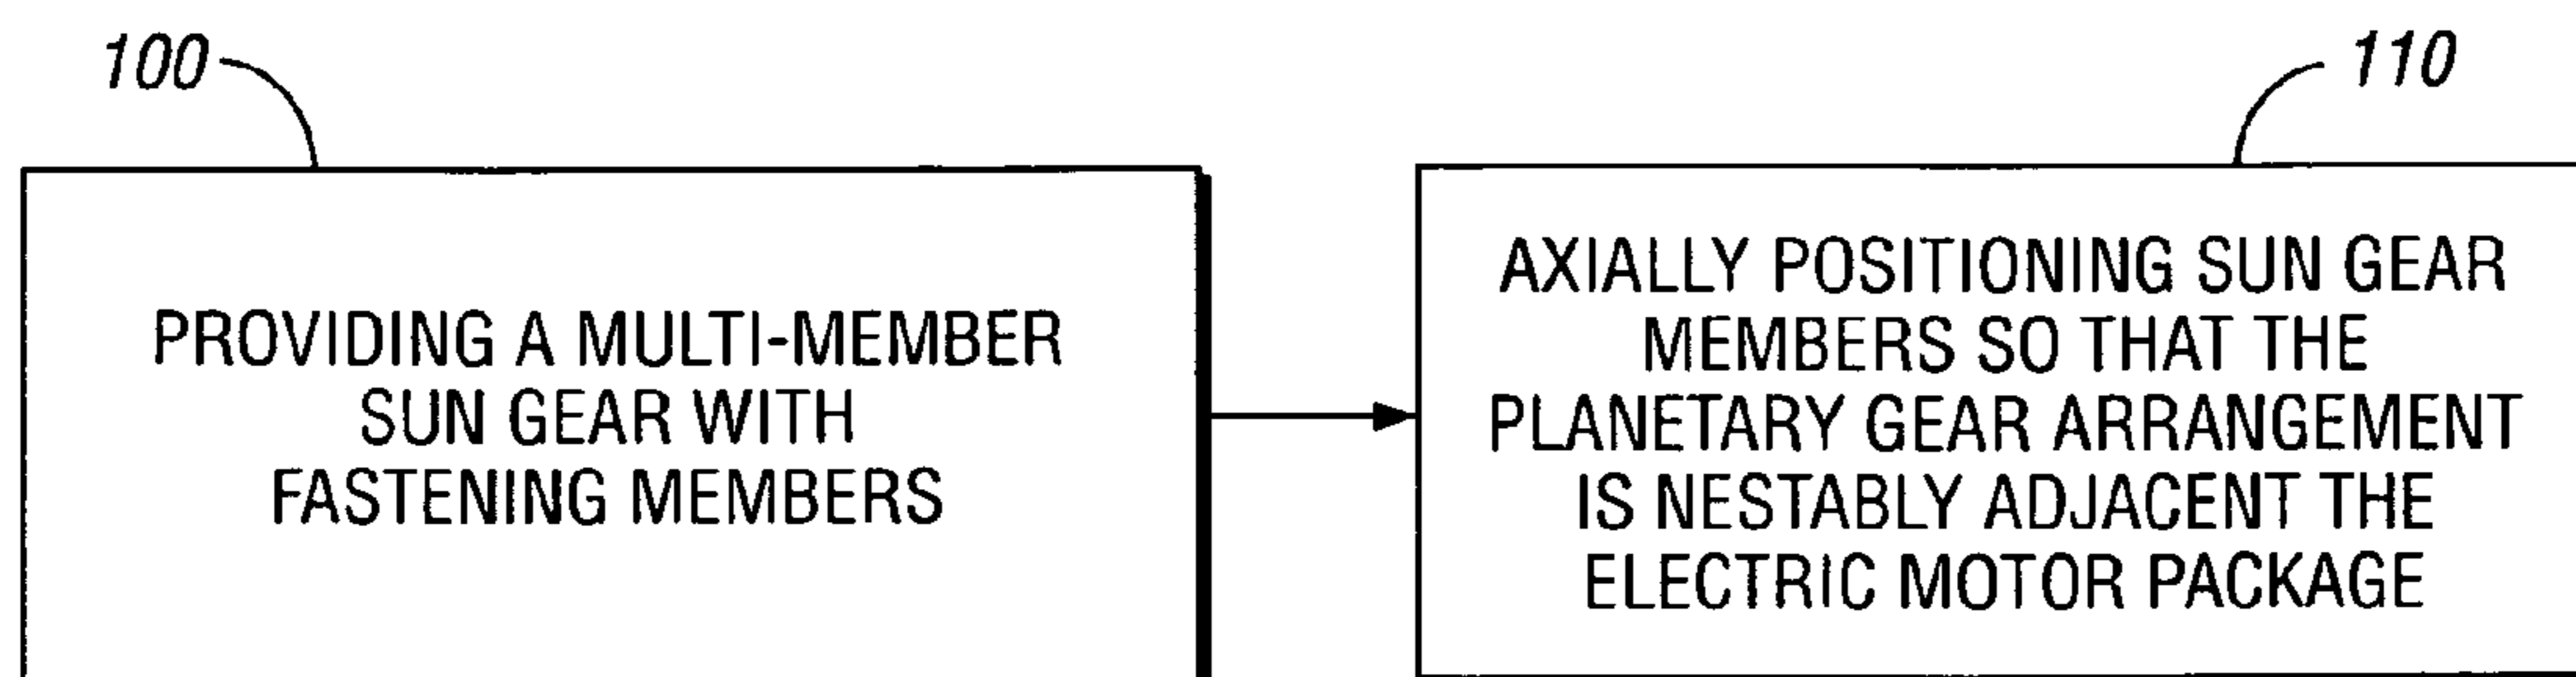 100
110
PROVIDING A MULTI-MEMBER
SUN GEAR WITH
FASTENING MEMBERS
AXIALLY POSITIONING SUN GEAR
MEMBERS SO THAT THE
PLANETARY GEAR ARRANGEMENT
IS NESTABLY ADJACENT THE
ELECTRIC MOTOR PACKAGE